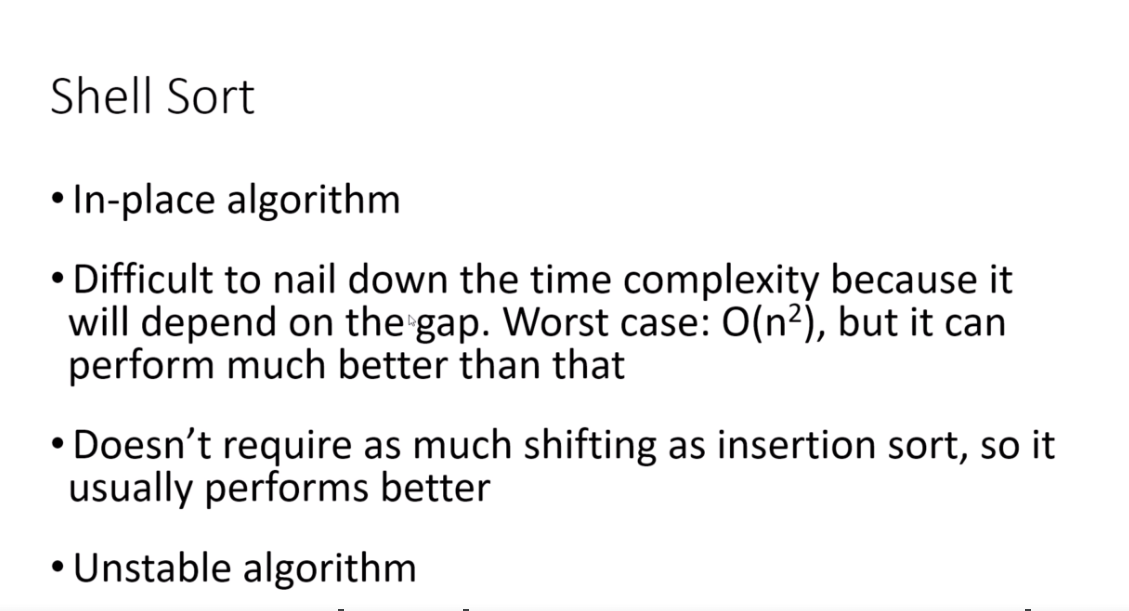 Shell Sort
• In-place algorithm
• Difficult to nail down the time complexity because it
will depend on the gap. Worst case: O(n²), but it can
perform much better than that
• Doesn’t require as much shifting as insertion sort, so it
usually performs better
• Unstable algorithm